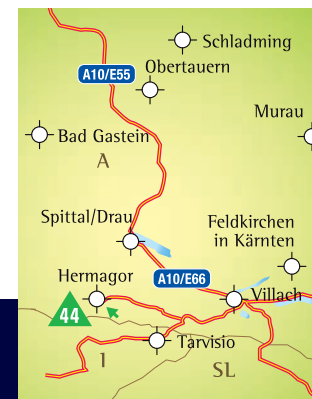 Schladming
A10/E55
Obertauern
Murau
Bad Gastein
A
Spittal/Drau
Feldkirchen
in Kärnten
Hermagor
A10/E66
Villach
44
Tarvisio
I
SL